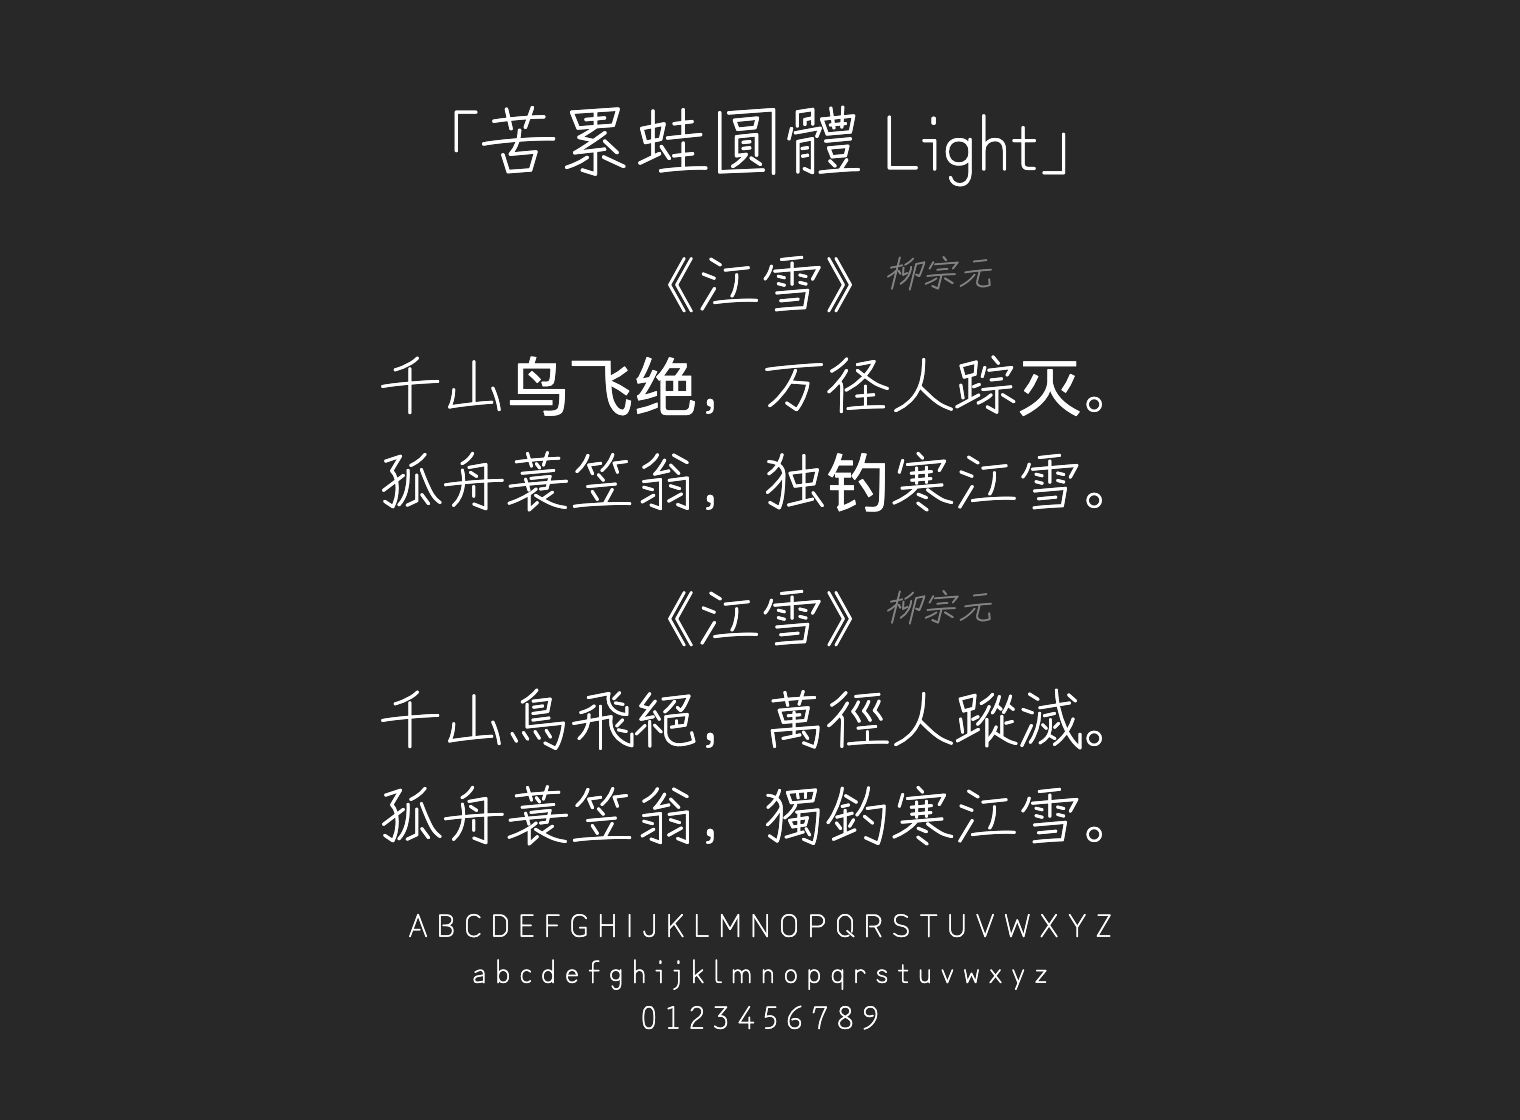 「苦累蛙圓體 Light」
《江雪》 柳宗元
千山鸟飞绝，万径人踪灭。
孤舟蓑笠翁，独钓寒江雪。
《江雪》 柳宗元
千山鳥飛絕，萬徑人蹤滅。
孤舟蓑笠翁，獨釣寒江雪。
ABCDEFGHIJKLMNOPQRSTUVWXYZ
abcdefghijklmnopqrstuvwxyz
0123456789